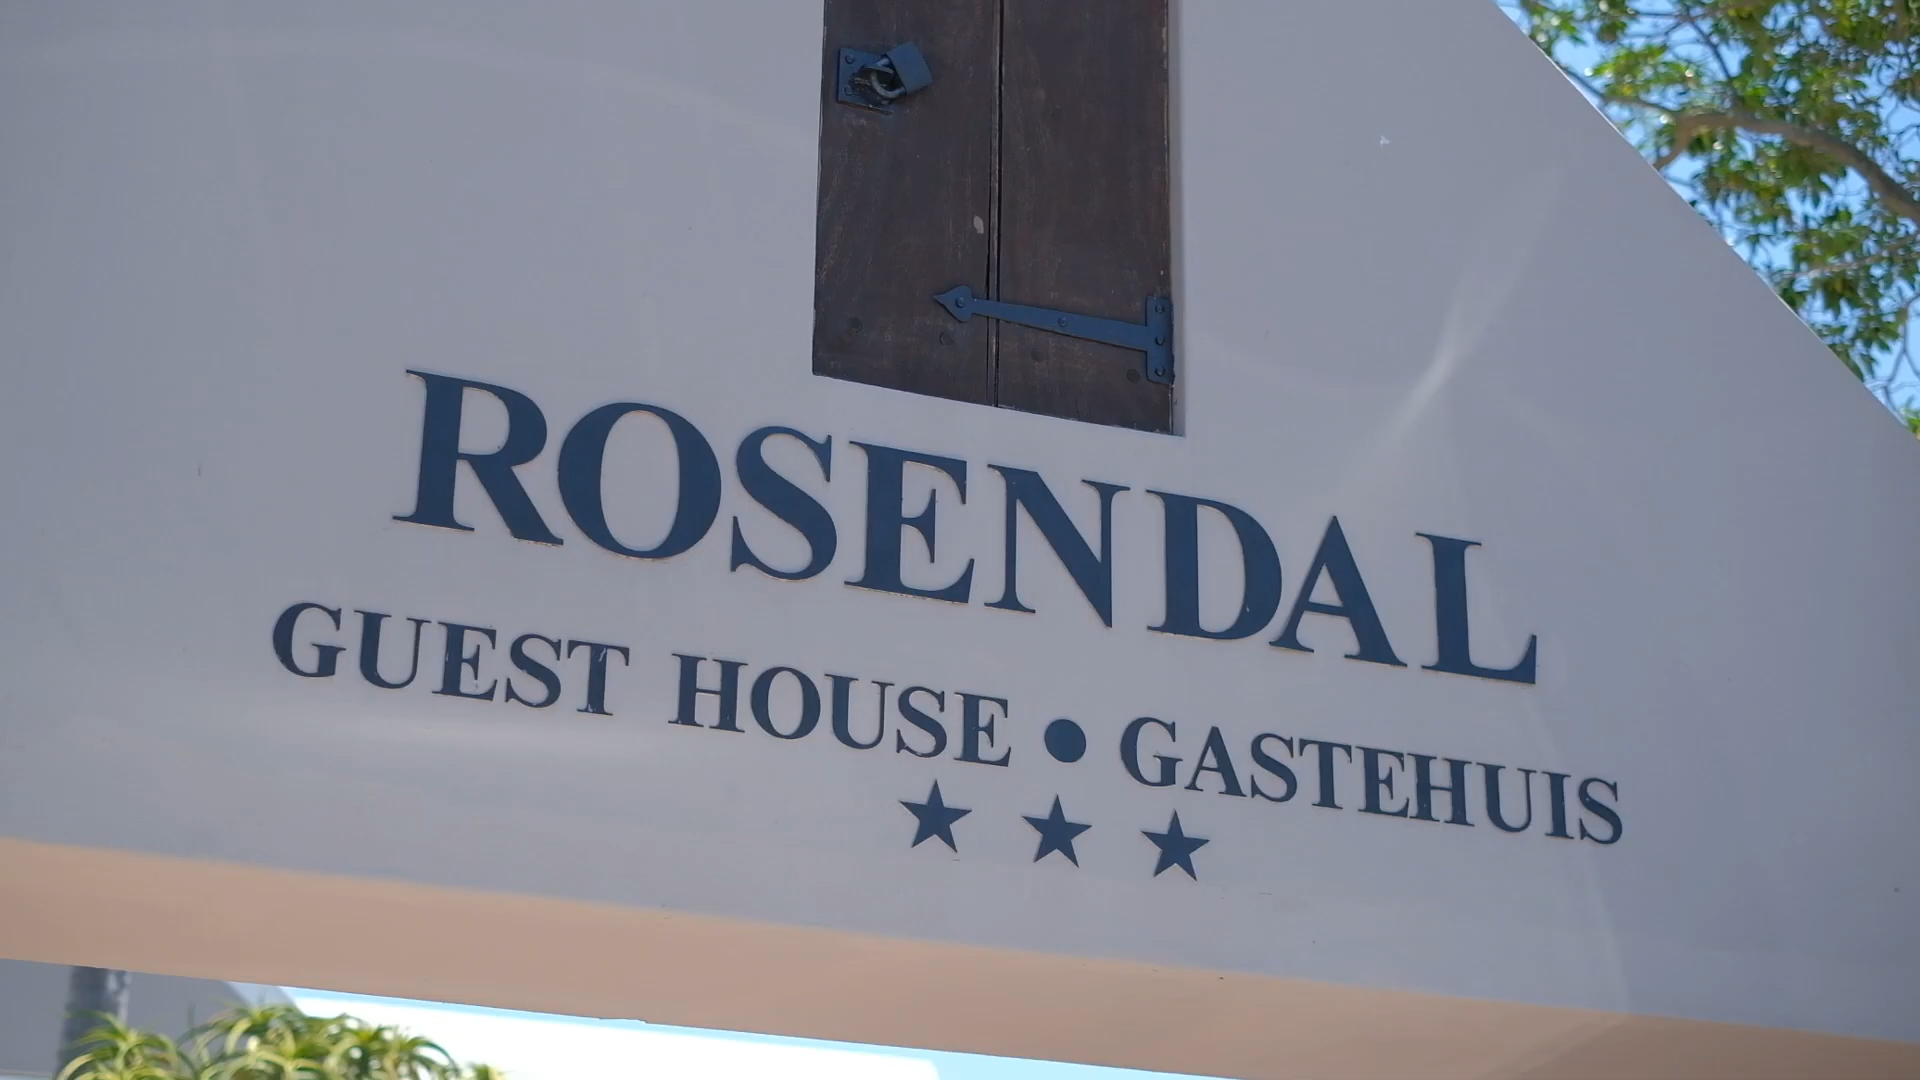 ROSENDAL
GUEST HOUSE • GASTEHUIS
★ ★ ★